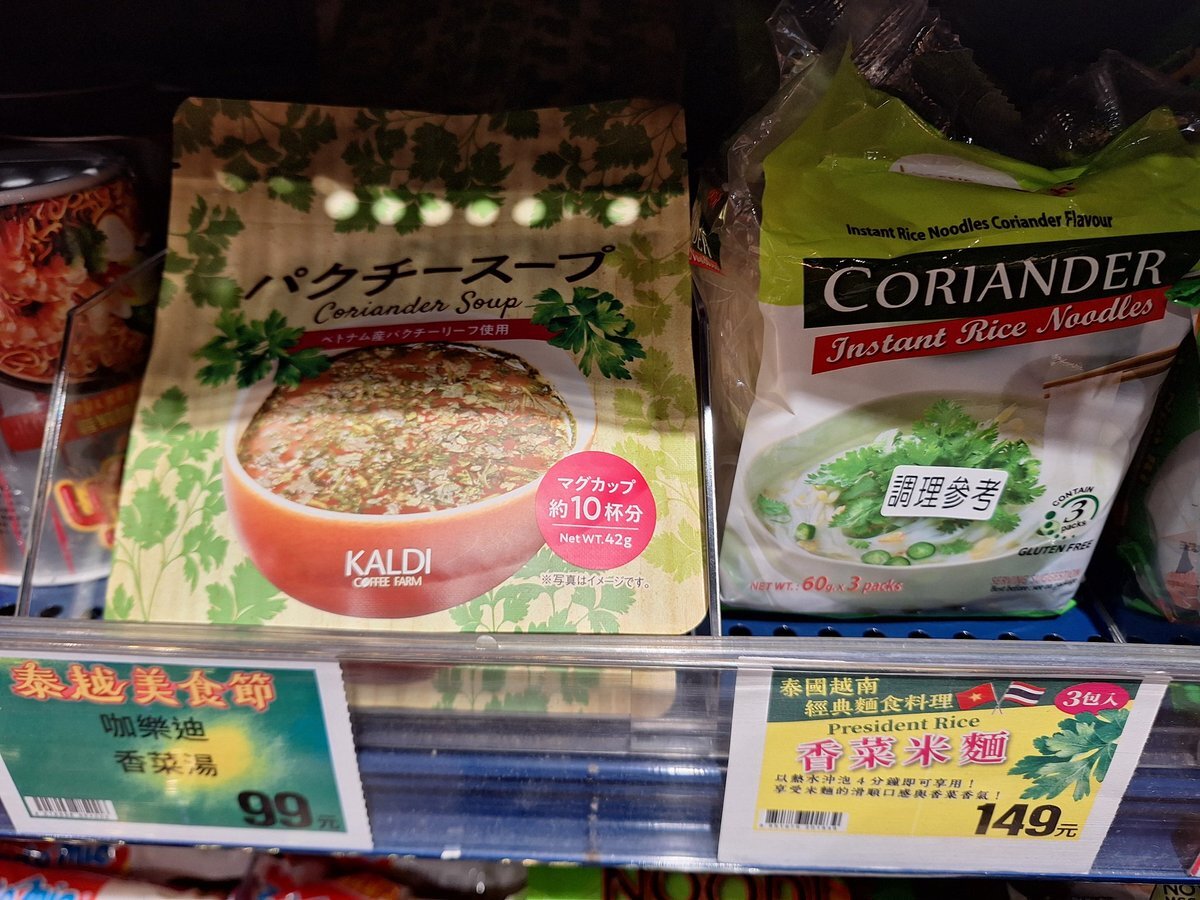 パクチースープ
Coriander Soup
ベトナム産パクチーリーフ使用
マグカップ
約10杯分
NET WT. 42g
KALDI
COFFEE FARM
※写真はイメージです。
Instant Rice Noodles Coriander Flavour
CORIANDER
Instant Rice Noodles
調理參考
CONTAIN
3
packs
GLUTEN FREE
NET WT.: 60g. x 3 packs
SERVING SUGGESTION
泰越美食節
咖樂迪
香菜湯
99元
泰國越南
經典麵食料理
3包入
President Rice
香菜米麵
以熱水沖泡4分鐘即可享用！
享受米麵的滑順口感與香菜香氣！
149元
NOODL